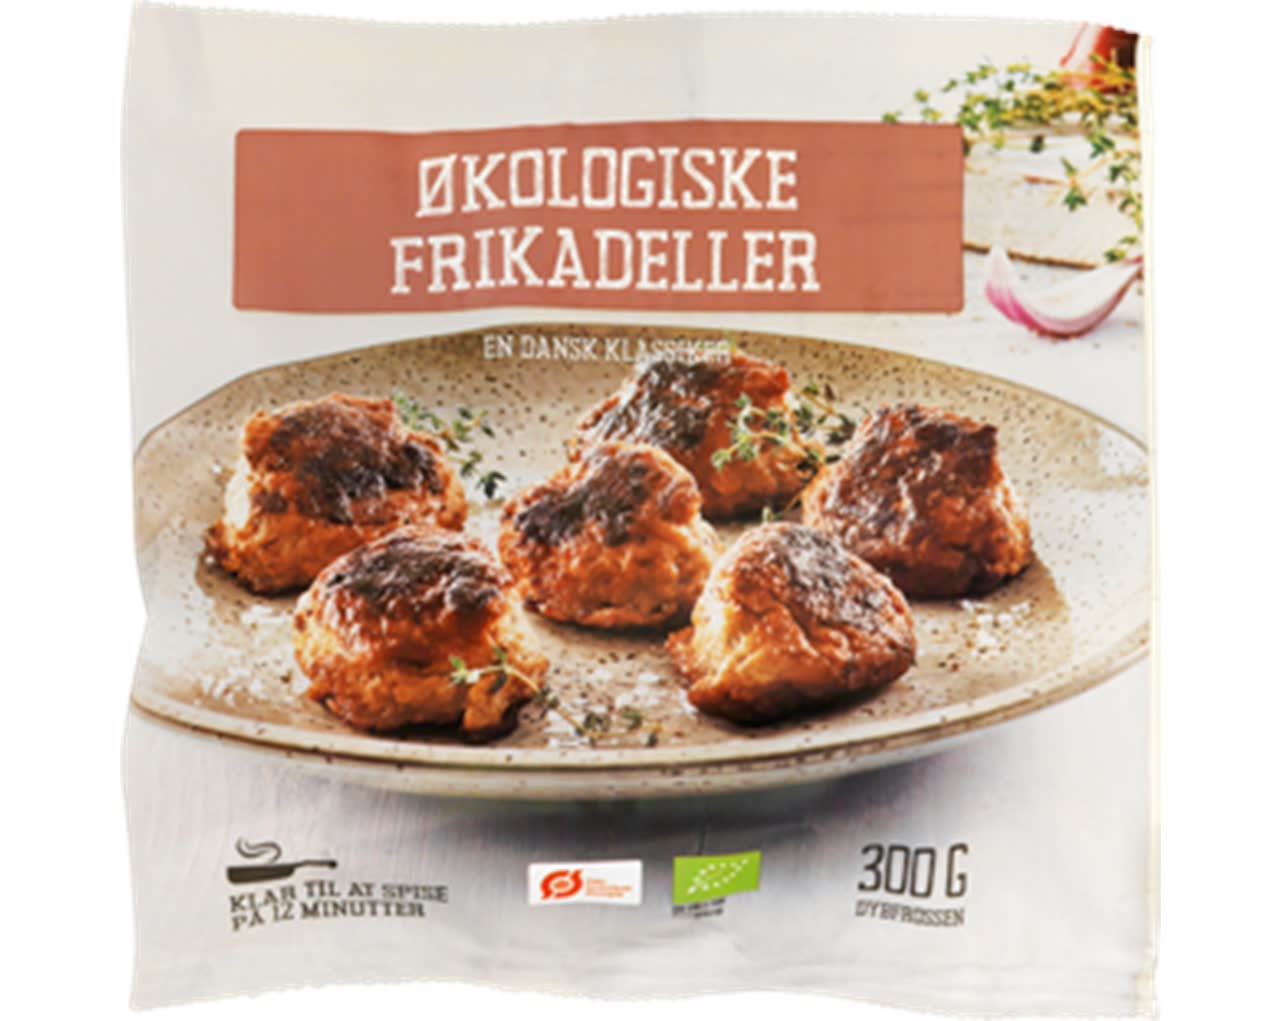 ØKOLOGISKE
FRIKADELLER
EN DANSK KLASSIKER
KLAR TIL AT SPISE
PÅ 12 MINUTTER
300 G
DYBFROSSEN